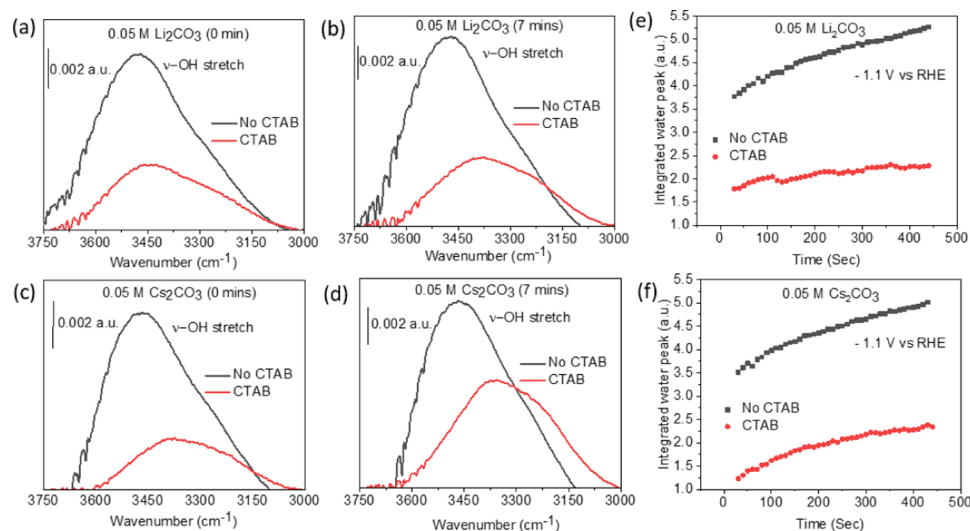 (a)
0.05 M Li₂CO₃ (0 min)
0.002 a.u.
ν−OH stretch
No CTAB
CTAB
3750 3600 3450 3300 3150 3000
Wavenumber (cm⁻¹)
(b)
0.05 M Li₂CO₃ (7 mins)
0.002 a.u.
ν−OH stretch
No CTAB
CTAB
3750 3600 3450 3300 3150 3000
Wavenumber (cm⁻¹)
(e)
0.05 M Li₂CO₃
- 1.1 V vs RHE
No CTAB
CTAB
Integrated water peak (a.u.)
5.5
5.0
4.5
4.0
3.5
3.0
2.5
2.0
1.5
1.0
0 100 200 300 400 500
Time (Sec)
(c)
0.05 M Cs₂CO₃ (0 mins)
0.002 a.u.
ν−OH stretch
No CTAB
CTAB
3750 3600 3450 3300 3150 3000
Wavenumber (cm⁻¹)
(d)
0.05 M Cs₂CO₃ (7 mins)
0.002 a.u.
ν−OH stretch
No CTAB
CTAB
3750 3600 3450 3300 3150 3000
Wavenumber (cm⁻¹)
(f)
0.05 M Cs₂CO₃
- 1.1 V vs RHE
No CTAB
CTAB
Integrated water peak (a.u.)
5.5
5.0
4.5
4.0
3.5
3.0
2.5
2.0
1.5
1.0
0 100 200 300 400 500
Time (Sec)